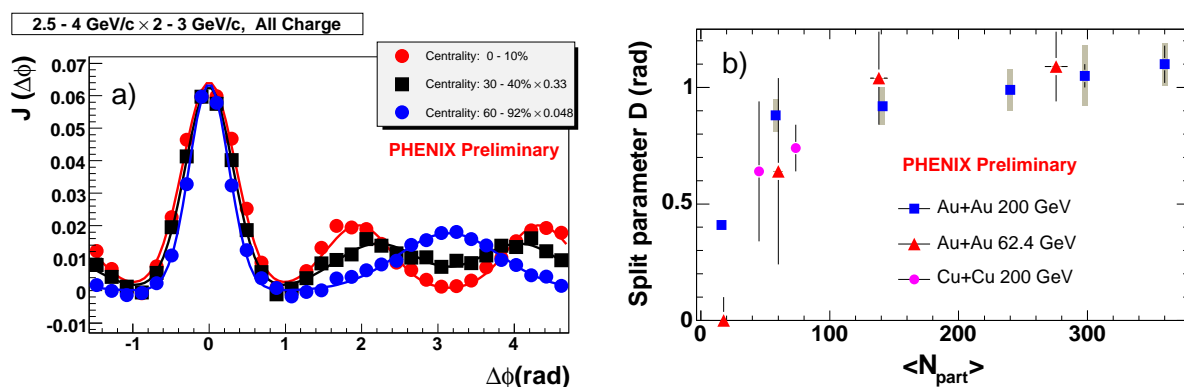 2.5 - 4 GeV/c × 2 - 3 GeV/c, All Charge
J (Δϕ)
0.07
0.06
0.05
0.04
0.03
0.02
0.01
0
-0.01
a)
Centrality: 0 - 10%
Centrality: 30 - 40%×0.33
Centrality: 60 - 92%×0.048
PHENIX Preliminary
-1
0
1
2
3
4
Δϕ(rad)
Split parameter D (rad)
1
0.5
0
b)
PHENIX Preliminary
Au+Au 200 GeV
Au+Au 62.4 GeV
Cu+Cu 200 GeV
0
100
200
300
<N_part>